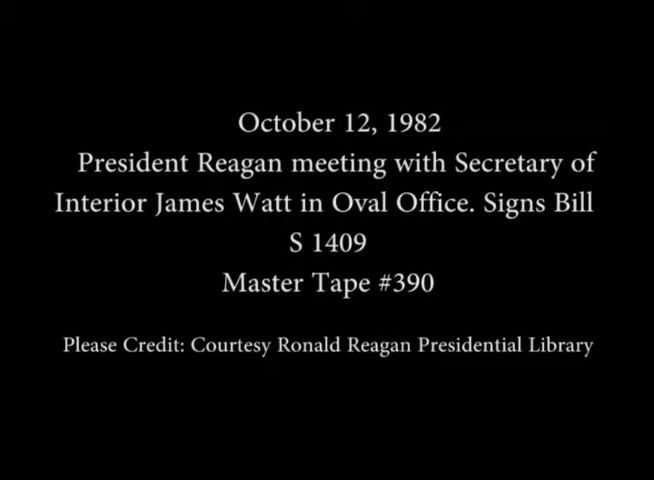 October 12, 1982
President Reagan meeting with Secretary of
Interior James Watt in Oval Office. Signs Bill
S 1409
Master Tape #390
Please Credit: Courtesy Ronald Reagan Presidential Library